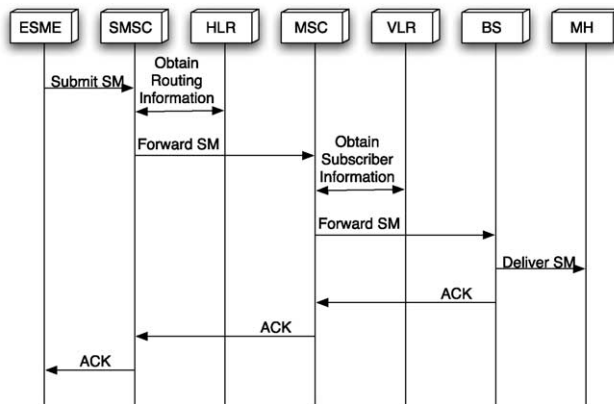 ESME
SMSC
HLR
MSC
VLR
BS
MH
Submit SM
Obtain
Routing
Information
Forward SM
Obtain
Subscriber
Information
Forward SM
Deliver SM
ACK
ACK
ACK